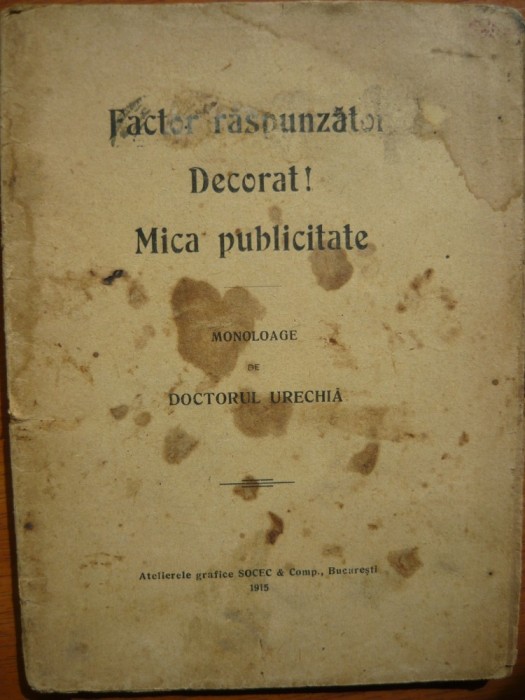 Factor răspunzător
Decorat!
Mica publicitate
MONOLOAGE
DE
DOCTORUL URECHIĂ
Atelierele grafice SOCEC & Comp., Bucureşti
1915